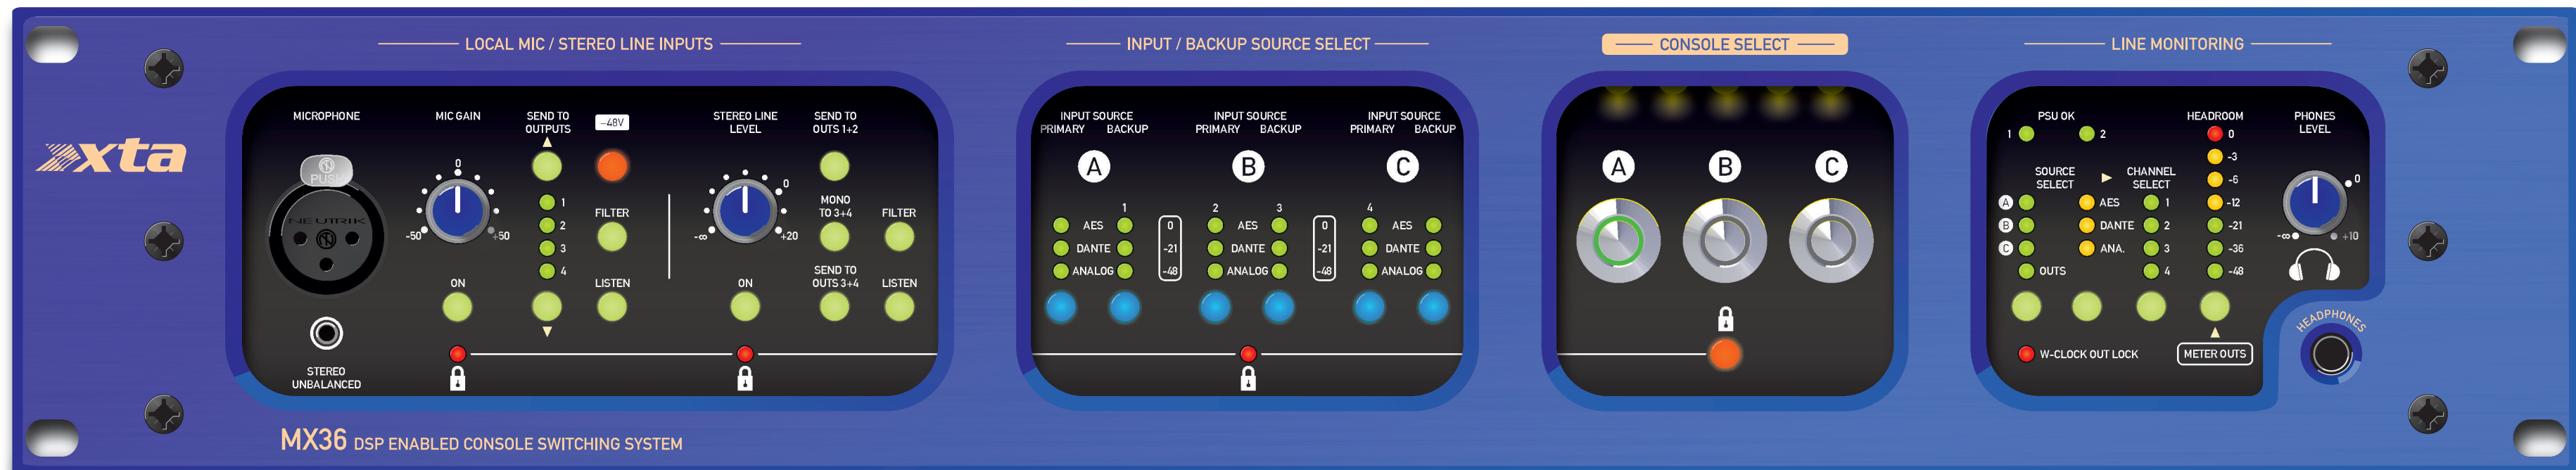 LOCAL MIC / STEREO LINE INPUTS
INPUT / BACKUP SOURCE SELECT
CONSOLE SELECT
LINE MONITORING
xta
MICROPHONE
PUSH
NEUTRIK
STEREO
UNBALANCED
MIC GAIN
0
-50
+50
ON
SEND TO
OUTPUTS
1
2
3
4
–48V
FILTER
LISTEN
STEREO LINE
LEVEL
0
-∞
+20
ON
SEND TO
OUTS 1+2
MONO
TO 3+4
SEND TO
OUTS 3+4
FILTER
LISTEN
INPUT SOURCE
PRIMARY BACKUP
A
1
AES
DANTE
ANALOG
0
-21
-48
INPUT SOURCE
PRIMARY BACKUP
B
2 3
AES
DANTE
ANALOG
0
-21
-48
INPUT SOURCE
PRIMARY BACKUP
C
4
AES
DANTE
ANALOG
A B C
PSU OK
1 2
SOURCE
SELECT
A
B
C
OUTS
AES
DANTE
ANA.
CHANNEL
SELECT
1
2
3
4
HEADROOM
0
-3
-6
-12
-21
-36
-48
W-CLOCK OUT LOCK
METER OUTS
PHONES
LEVEL
0
-∞
+10
HEADPHONES
MX36 DSP ENABLED CONSOLE SWITCHING SYSTEM